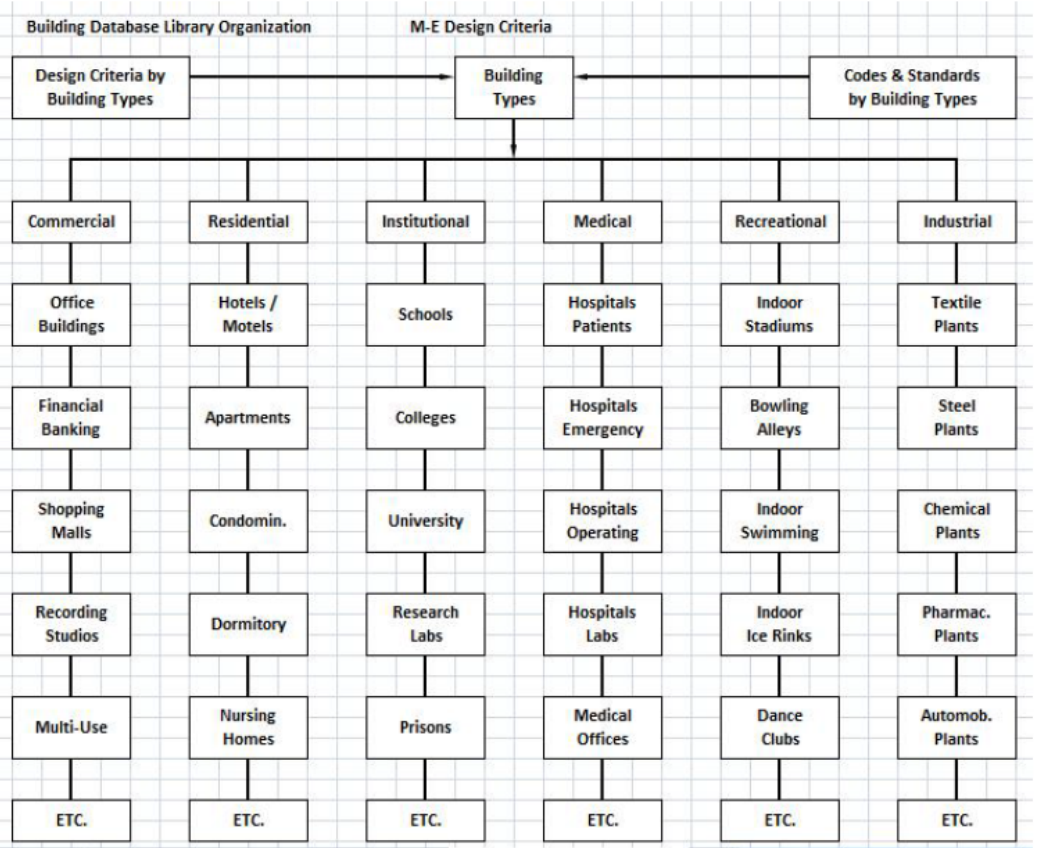 Building Database Library Organization
M-E Design Criteria
Design Criteria by
Building Types
Building
Types
Codes & Standards
by Building Types
Commercial
Residential
Institutional
Medical
Recreational
Industrial
Office
Buildings
Hotels /
Motels
Schools
Hospitals
Patients
Indoor
Stadiums
Textile
Plants
Financial
Banking
Apartments
Colleges
Hospitals
Emergency
Bowling
Alleys
Steel
Plants
Shopping
Malls
Condomin.
University
Hospitals
Operating
Indoor
Swimming
Chemical
Plants
Recording
Studios
Dormitory
Research
Labs
Hospitals
Labs
Indoor
Ice Rinks
Pharmac.
Plants
Multi-Use
Nursing
Homes
Prisons
Medical
Offices
Dance
Clubs
Automob.
Plants
ETC.
ETC.
ETC.
ETC.
ETC.
ETC.